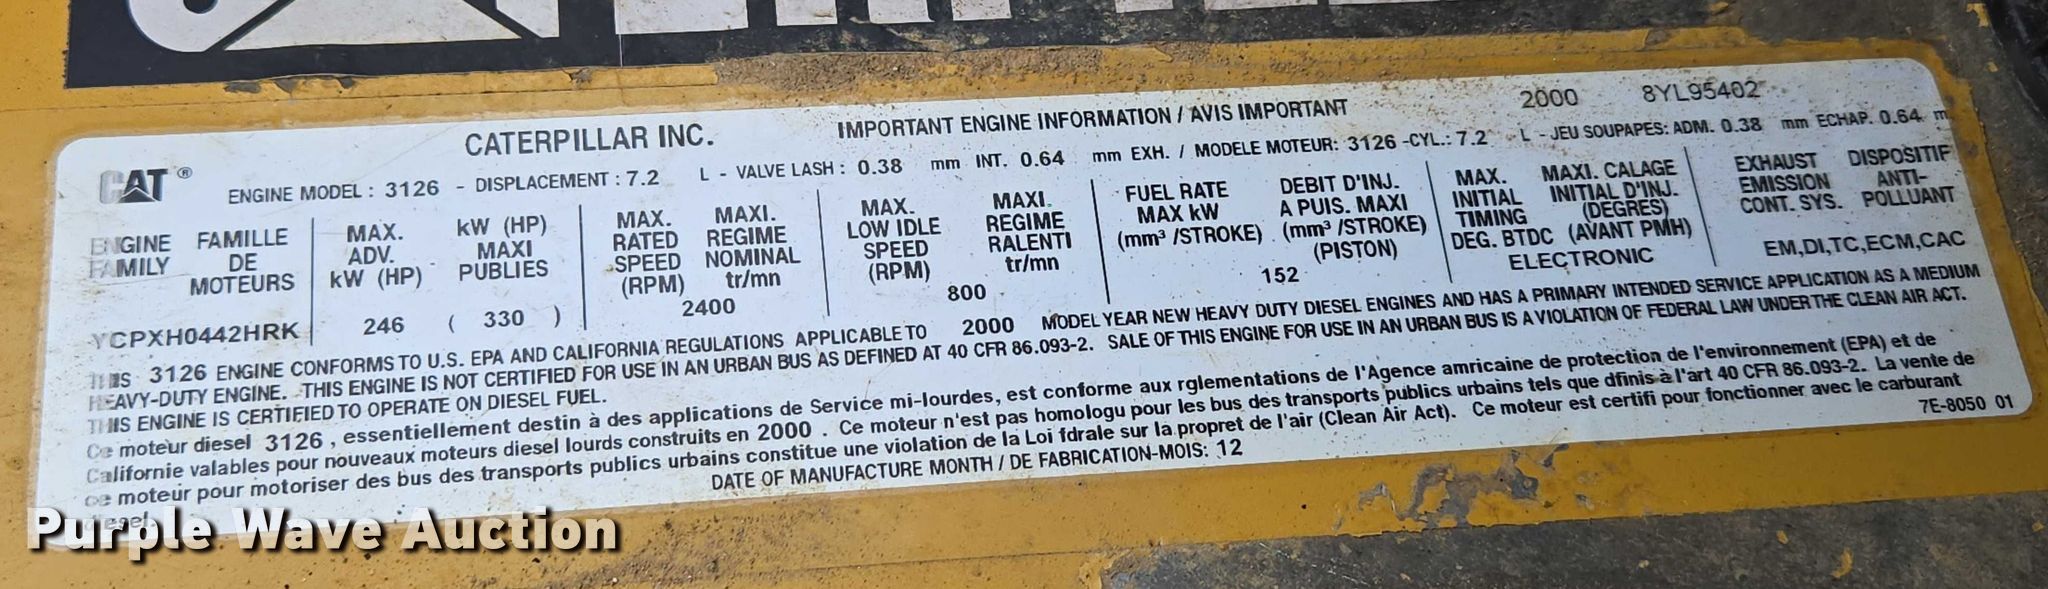 CATERPILLAR INC.
IMPORTANT ENGINE INFORMATION / AVIS IMPORTANT
2000 8YL95402
CAT ®
ENGINE MODEL : 3126 - DISPLACEMENT : 7.2 L - VALVE LASH : 0.38 mm INT. 0.64 mm EXH. / MODELE MOTEUR: 3126 -CYL.: 7.2 L - JEU SOUPAPES: ADM. 0.38 mm ECHAP. 0.64 m
ENGINE FAMILY
FAMILLE DE MOTEURS
YCPXH0442HRK
MAX. ADV. kW (HP)
kW (HP) MAXI PUBLIES
246 ( 330 )
MAX. RATED SPEED (RPM)
MAXI. REGIME NOMINAL tr/mn
2400
MAX. LOW IDLE SPEED (RPM)
MAXI. REGIME RALENTI tr/mn
800
FUEL RATE MAX kW (mm³ /STROKE)
DEBIT D'INJ. A PUIS. MAXI (mm³ /STROKE) (PISTON)
152
MAX. INITIAL TIMING DEG. BTDC
MAXI. CALAGE INITIAL D'INJ. (DEGRES) (AVANT PMH)
ELECTRONIC
EXHAUST EMISSION CONT. SYS.
DISPOSITIF ANTI-POLLUANT
EM,DI,TC,ECM,CAC
THIS 3126 ENGINE CONFORMS TO U.S. EPA AND CALIFORNIA REGULATIONS APPLICABLE TO 2000 MODEL YEAR NEW HEAVY DUTY DIESEL ENGINES AND HAS A PRIMARY INTENDED SERVICE APPLICATION AS A MEDIUM
HEAVY-DUTY ENGINE. THIS ENGINE IS NOT CERTIFIED FOR USE IN AN URBAN BUS AS DEFINED AT 40 CFR 86.093-2. SALE OF THIS ENGINE FOR USE IN AN URBAN BUS IS A VIOLATION OF FEDERAL LAW UNDER THE CLEAN AIR ACT.
THIS ENGINE IS CERTIFIED TO OPERATE ON DIESEL FUEL.
Ce moteur diesel 3126 , essentiellement destin à des applications de Service mi-lourdes, est conforme aux rglementations de l'Agence amricaine de protection de l'environnement (EPA) et de
Californie valables pour nouveaux moteurs diesel lourds construits en 2000 . Ce moteur n'est pas homologu pour les bus des transports publics urbains tels que dfinis à l'art 40 CFR 86.093-2. La vente de
ce moteur pour motoriser des bus des transports publics urbains constitue une violation de la Loi fdrale sur la propret de l'air (Clean Air Act). Ce moteur est certifi pour fonctionner avec le carburant
diesel.
DATE OF MANUFACTURE MONTH / DE FABRICATION-MOIS: 12
7E-8050 01
Purple Wave Auction